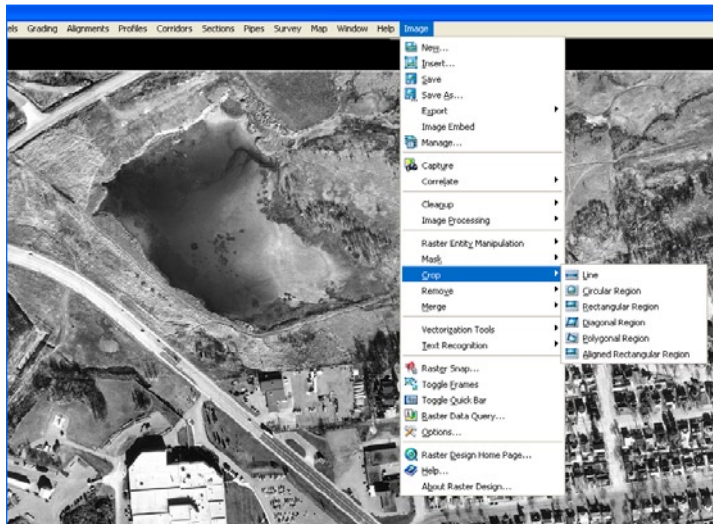 els Grading Alignments Profiles Corridors Sections Pipes Survey Map Window Help Image
New...
Insert...
Save
Save As...
Export
Image Embed
Manage...
Capture
Correlate
Cleanup
Image Processing
Raster Entity Manipulation
Mask
Crop
Remove
Merge
Vectorization Tools
Text Recognition
Raster Snap...
Toggle Frames
Toggle Quick Bar
Raster Data Query...
Options...
Raster Design Home Page...
Help...
About Raster Design...
Line
Circular Region
Rectangular Region
Diagonal Region
Polygonal Region
Aligned Rectangular Region